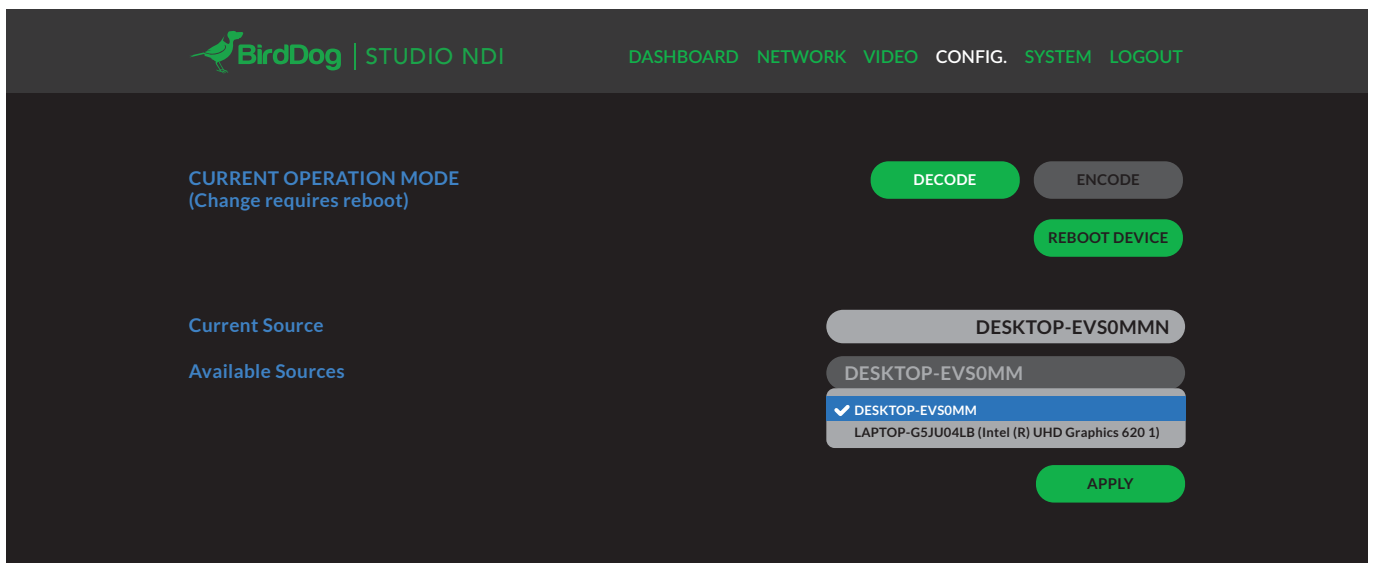 BirdDog | STUDIO NDI DASHBOARD NETWORK VIDEO CONFIG. SYSTEM LOGOUT
CURRENT OPERATION MODE DECODE ENCODE
(Change requires reboot)
REBOOT DEVICE
Current Source DESKTOP-EVS0MMN
Available Sources DESKTOP-EVS0MM
DESKTOP-EVS0MM
LAPTOP-G5JU04LB (Intel (R) UHD Graphics 620 1)
APPLY